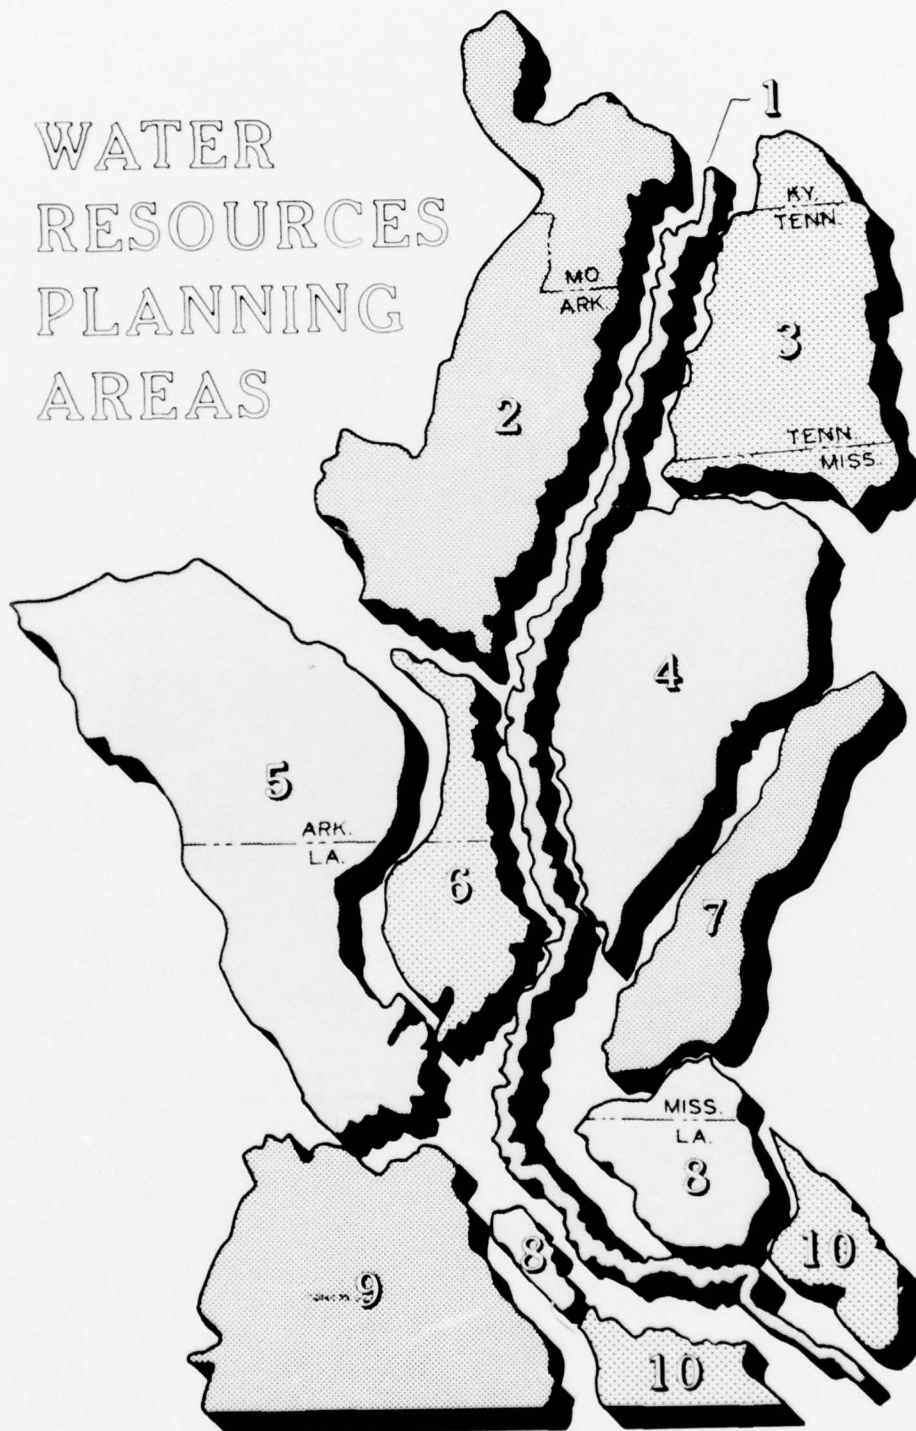 WATER
RESOURCES
PLANNING
AREAS
1
KY.
TENN.
MO
ARK.
3
2
TENN
MISS.
4
5
ARK.
LA.
6
7
MISS.
LA.
8
8
10
9
10